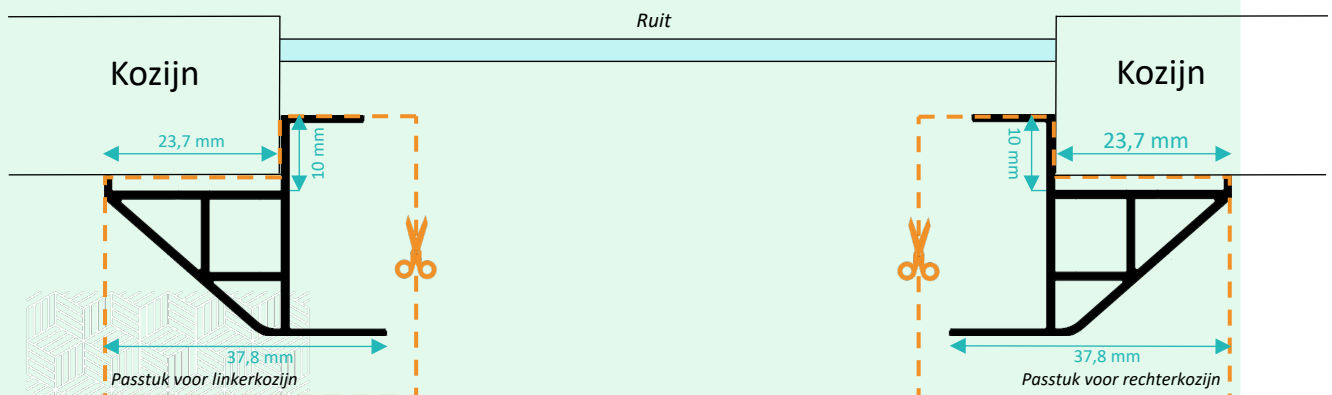 Ruit
Kozijn
Kozijn
23,7 mm
10 mm
10 mm
23,7 mm
37,8 mm
37,8 mm
Passtuk voor linkerkozijn
Passtuk voor rechterkozijn